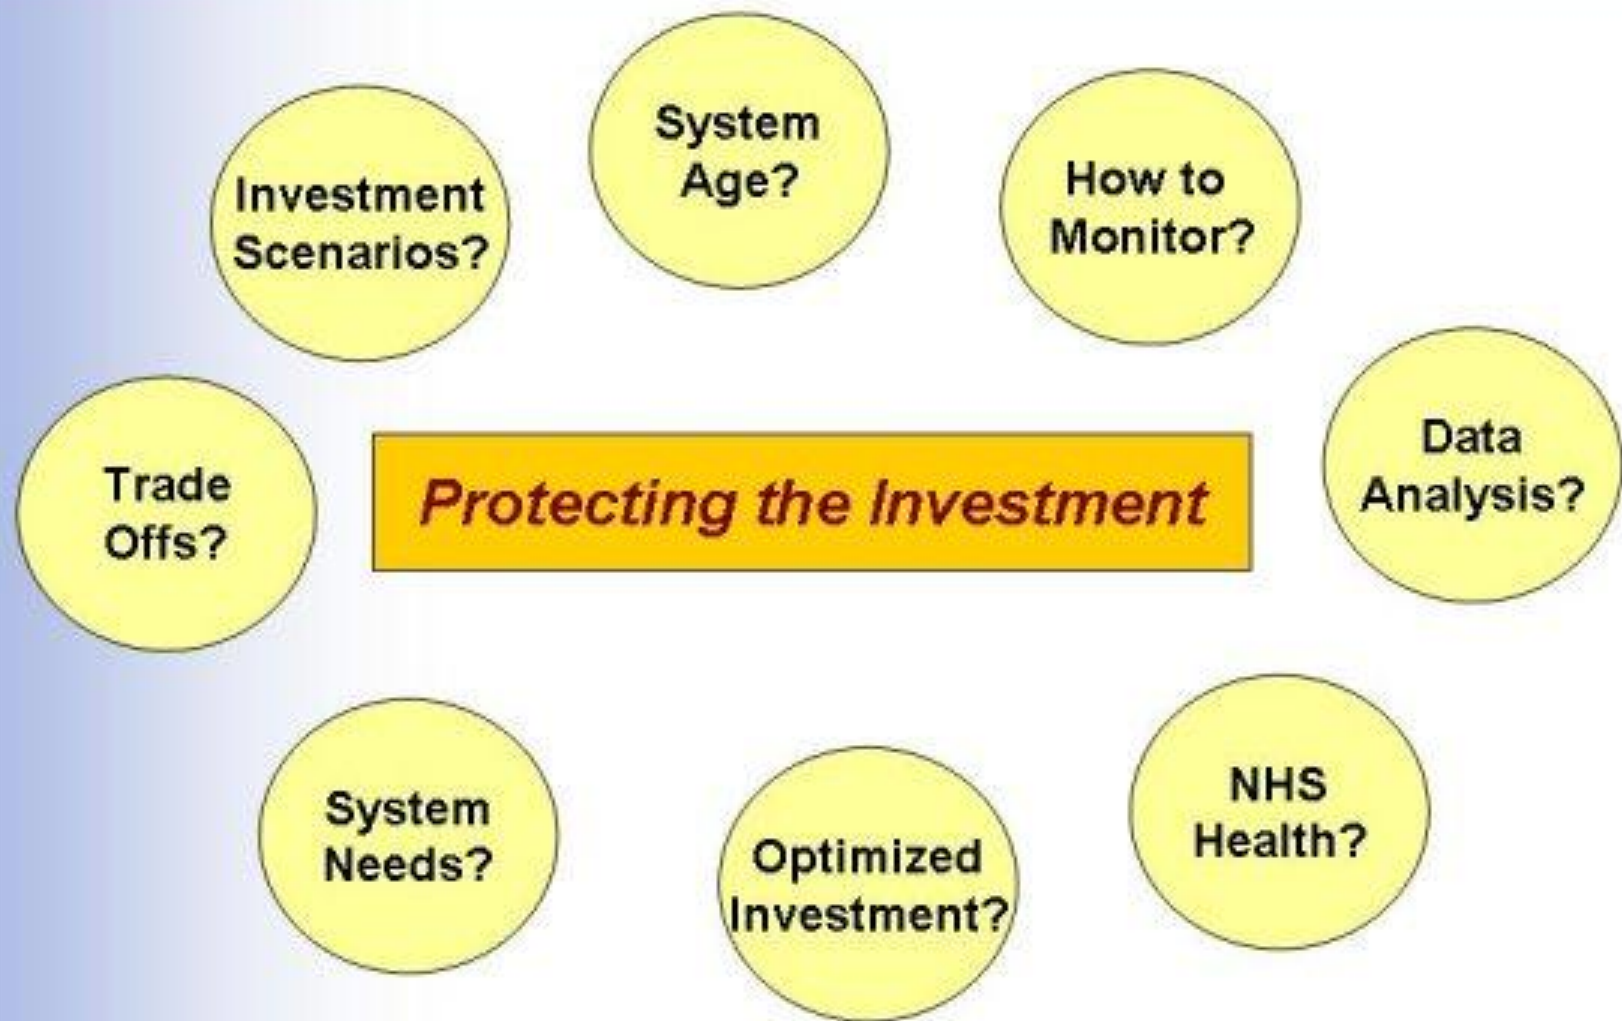 System
Age?
Investment
Scenarios?
How to
Monitor?
Trade
Offs?
Protecting the Investment
Data
Analysis?
System
Needs?
Optimized
Investment?
NHS
Health?